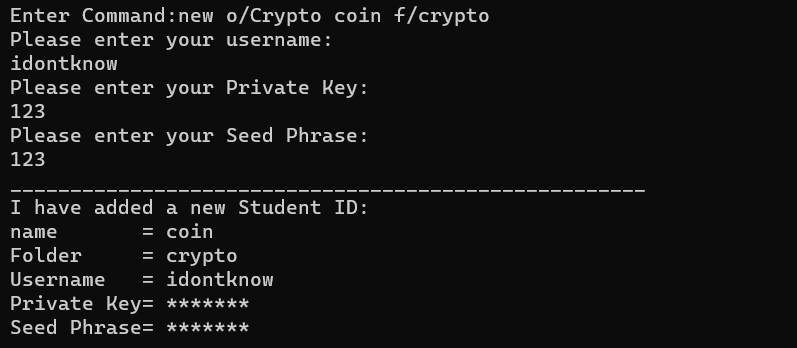 Enter Command:new o/Crypto coin f/crypto
Please enter your username:
idontknow
Please enter your Private Key:
123
Please enter your Seed Phrase:
123
_____________________________________________________
I have added a new Student ID:
name       = coin
Folder     = crypto
Username   = idontknow
Private Key= *******
Seed Phrase= *******